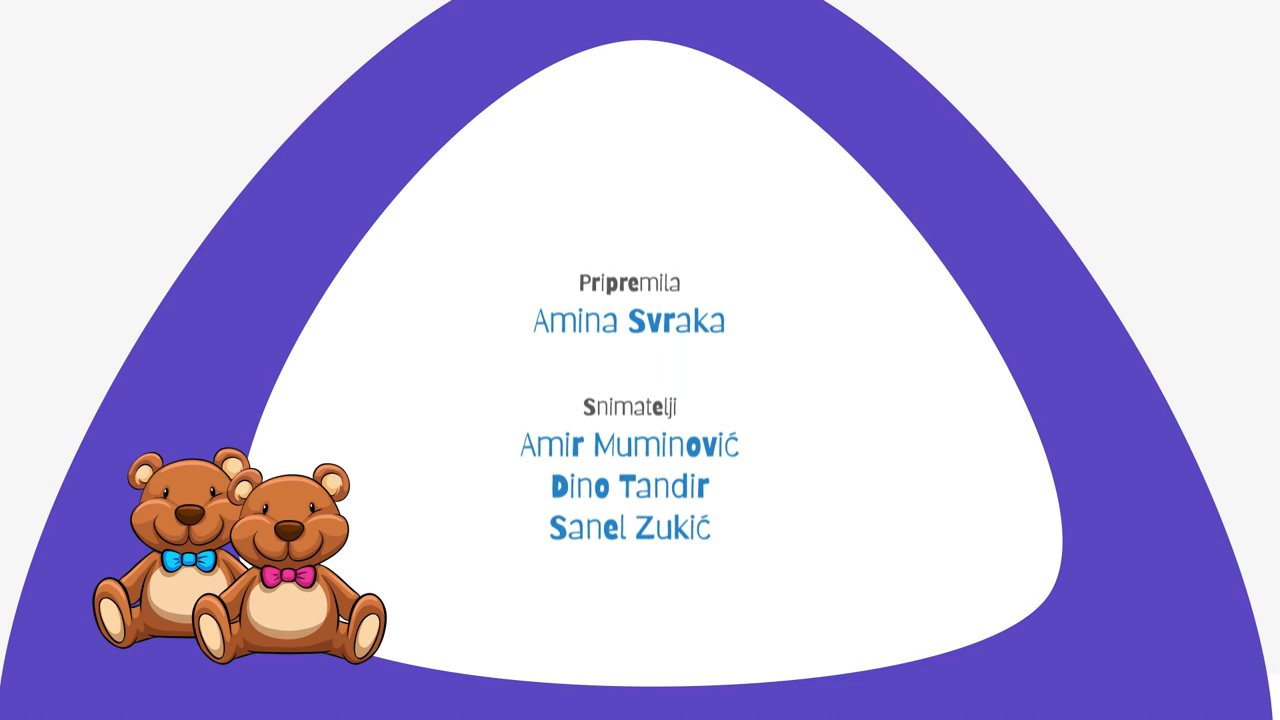 Pripremila
Amina Svraka
Snimatelji
Amir Muminović
Dino Tandir
Sanel Zukić